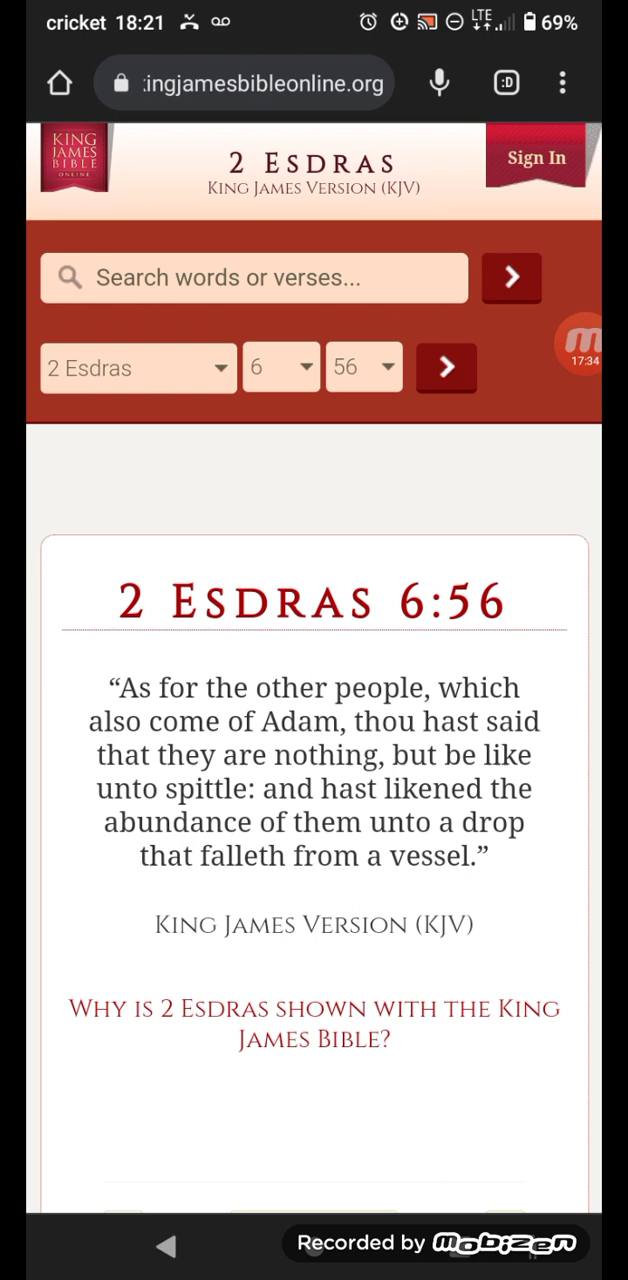 cricket 18:21 LTE 69%
:ingjamesbibleonline.org :D
KING
JAMES
BIBLE
ONLINE
2 ESDRAS
KING JAMES VERSION (KJV)
Sign In
Search words or verses...
m
17:34
2 Esdras 6 56
2 ESDRAS 6:56
“As for the other people, which
also come of Adam, thou hast said
that they are nothing, but be like
unto spittle: and hast likened the
abundance of them unto a drop
that falleth from a vessel.”
KING JAMES VERSION (KJV)
WHY IS 2 ESDRAS SHOWN WITH THE KING
JAMES BIBLE?
Recorded by mobizen